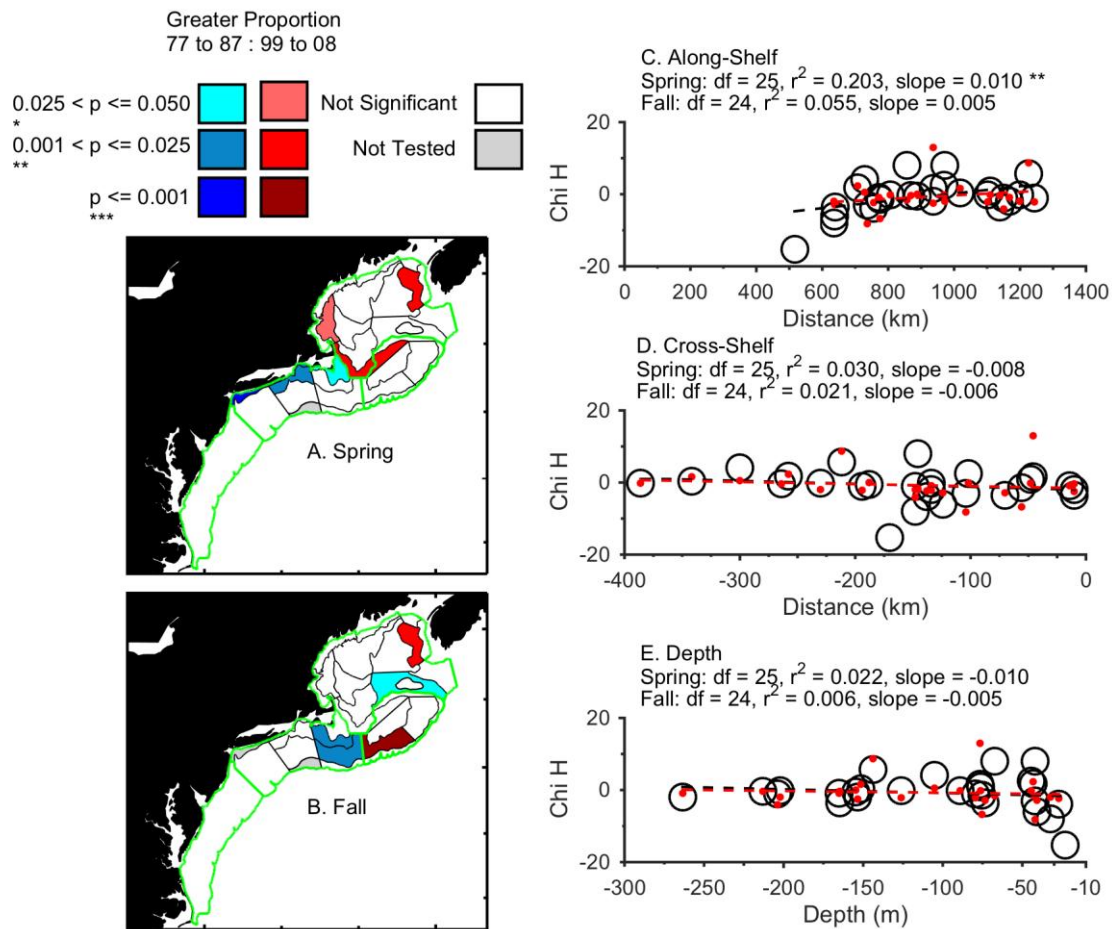 Greater Proportion
77 to 87 : 99 to 08
0.025 < p <= 0.050
*
0.001 < p <= 0.025
**
p <= 0.001
***
Not Significant
Not Tested
A. Spring
B. Fall
C. Along-Shelf
Spring: df = 25, r² = 0.203, slope = 0.010 **
Fall: df = 24, r² = 0.055, slope = 0.005
Chi H
20
0
-20
0 200 400 600 800 1000 1200 1400
Distance (km)
D. Cross-Shelf
Spring: df = 25, r² = 0.030, slope = -0.008
Fall: df = 24, r² = 0.021, slope = -0.006
Chi H
20
0
-20
-400 -300 -200 -100 0
Distance (km)
E. Depth
Spring: df = 25, r² = 0.022, slope = -0.010
Fall: df = 24, r² = 0.006, slope = -0.005
Chi H
20
0
-20
-300 -250 -200 -150 -100 -50 -10
Depth (m)